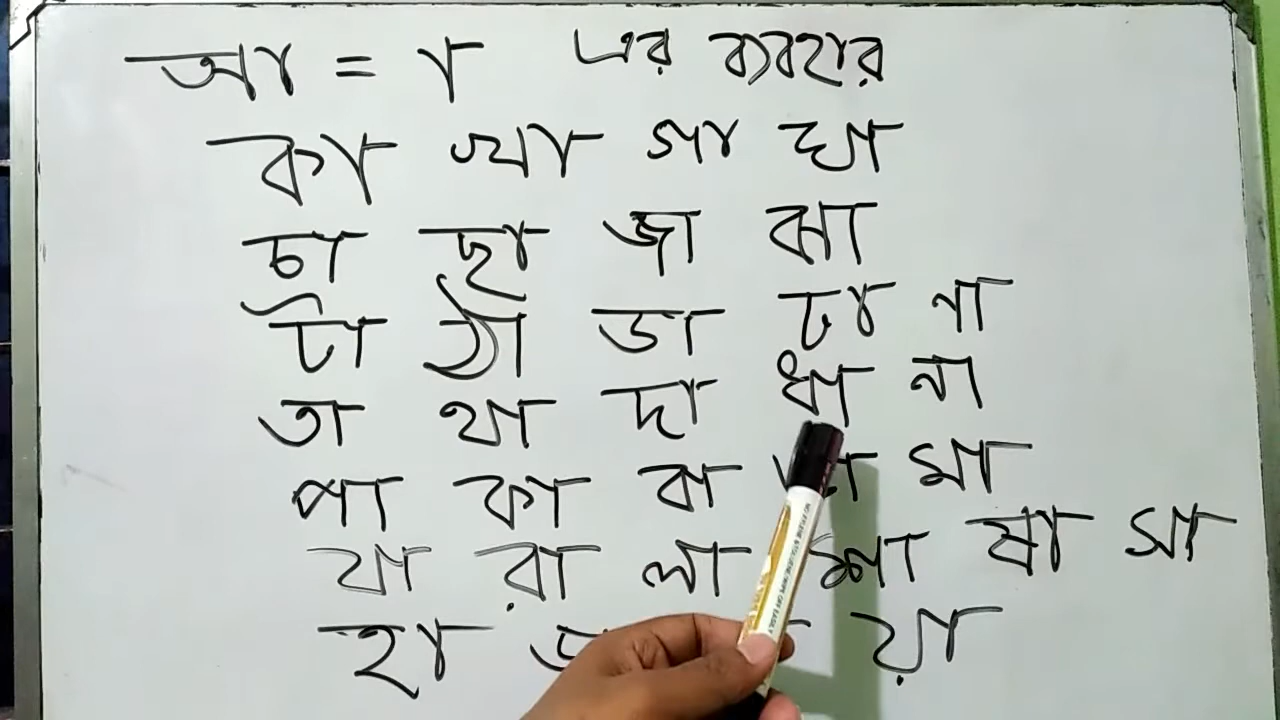 আ = া এর ব্যবহার
কা খা গা ঘা
চা ছা জা ঝা
টা ঠা ডা ঢা না
তা থা দা ধা না
পা ফা বা মা
যা রা লা শা ষা সা
হা য়া